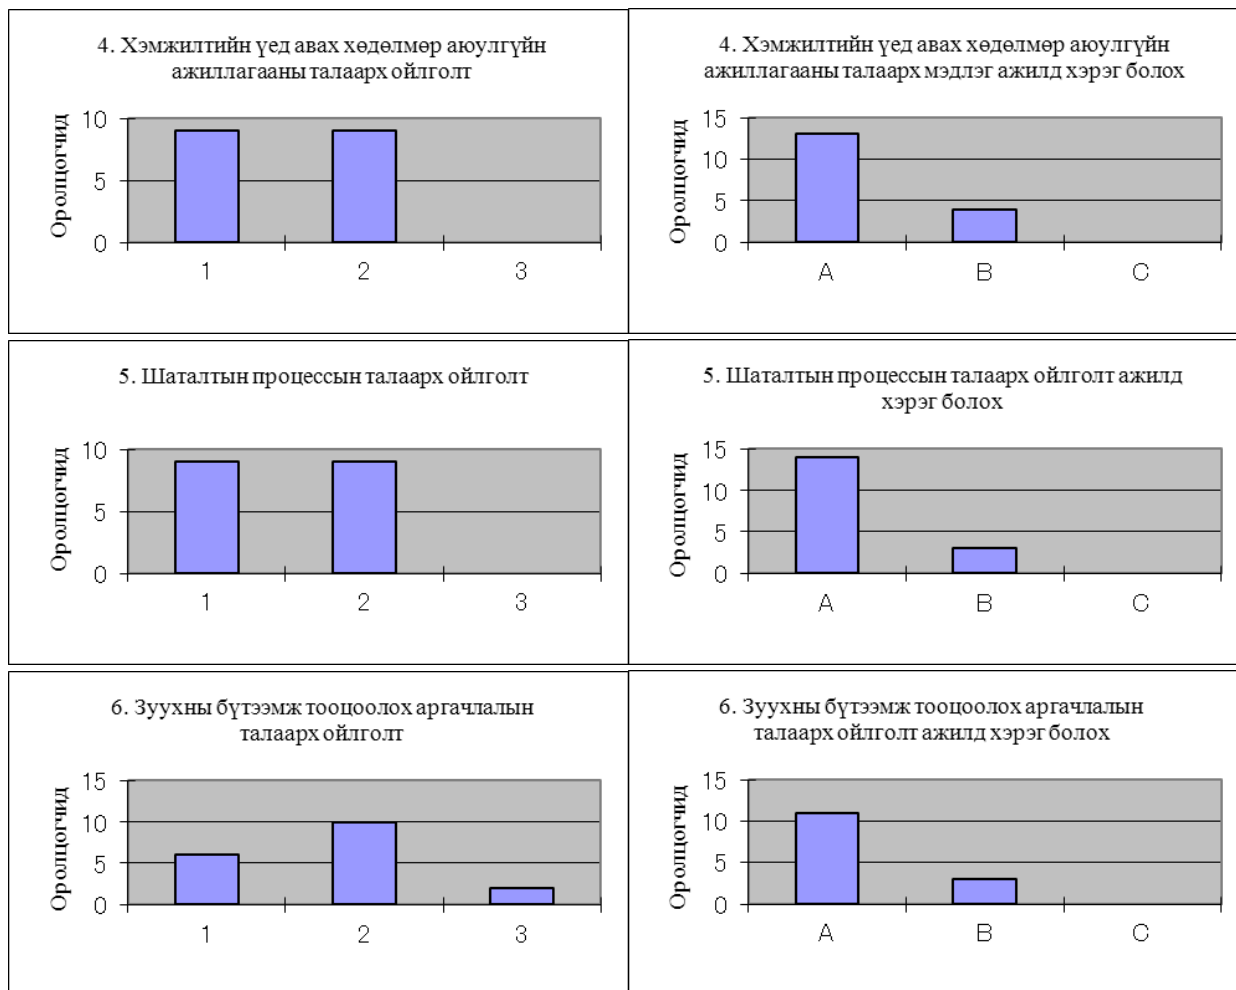 4. Хэмжилтийн үед авах хөдөлмөр аюулгүйн
ажиллагааны талаарх ойлголт
Оролцогчид
10
5
0
1 2 3
4. Хэмжилтийн үед авах хөдөлмөр аюулгүйн
ажиллагааны талаарх мэдлэг ажилд хэрэг болох
Оролцогчид
15
10
5
0
A B C
5. Шаталтын процессын талаарх ойлголт
Оролцогчид
10
5
0
1 2 3
5. Шаталтын процессын талаарх ойлголт ажилд
хэрэг болох
Оролцогчид
15
10
5
0
A B C
6. Зуухны бүтээмж тооцоолох аргачлалын
талаарх ойлголт
Оролцогчид
15
10
5
0
1 2 3
6. Зуухны бүтээмж тооцоолох аргачлалын
талаарх ойлголт ажилд хэрэг болох
Оролцогчид
15
10
5
0
A B C